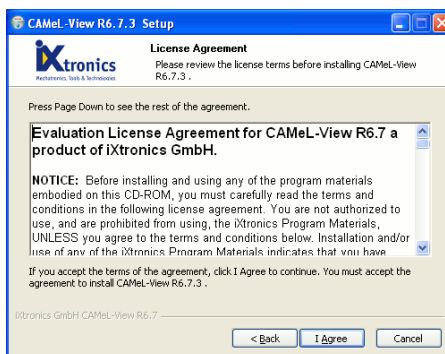 CAMeL-View R6.7.3 Setup
iXtronics
Mechatronics, Tools & Technologies
License Agreement
Please review the license terms before installing CAMeL-View
R6.7.3 .
Press Page Down to see the rest of the agreement.
Evaluation License Agreement for CAMeL-View R6.7 a
product of iXtronics GmbH.
NOTICE: Before installing and using any of the program materials
embodied on this CD-ROM, you must carefully read the terms and
conditions in the following license agreement. You are not authorized to
use, and are prohibited from using, the iXtronics Program Materials,
UNLESS you agree to the terms and conditions below. Installation and/or
use of any of the iXtronics Program Materials indicates that you have
If you accept the terms of the agreement, click I Agree to continue. You must accept the
agreement to install CAMeL-View R6.7.3 .
iXtronics GmbH CAMeL-View R6.7
< Back
I Agree
Cancel